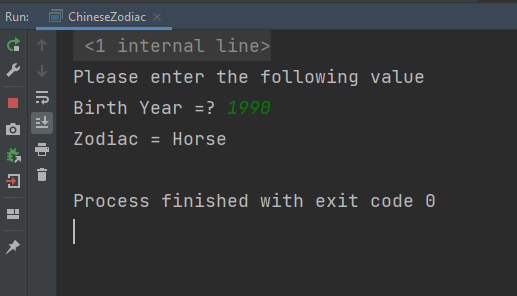 Run: ChineseZodiac
<1 internal line>
Please enter the following value
Birth Year =? 1990
Zodiac = Horse
Process finished with exit code 0